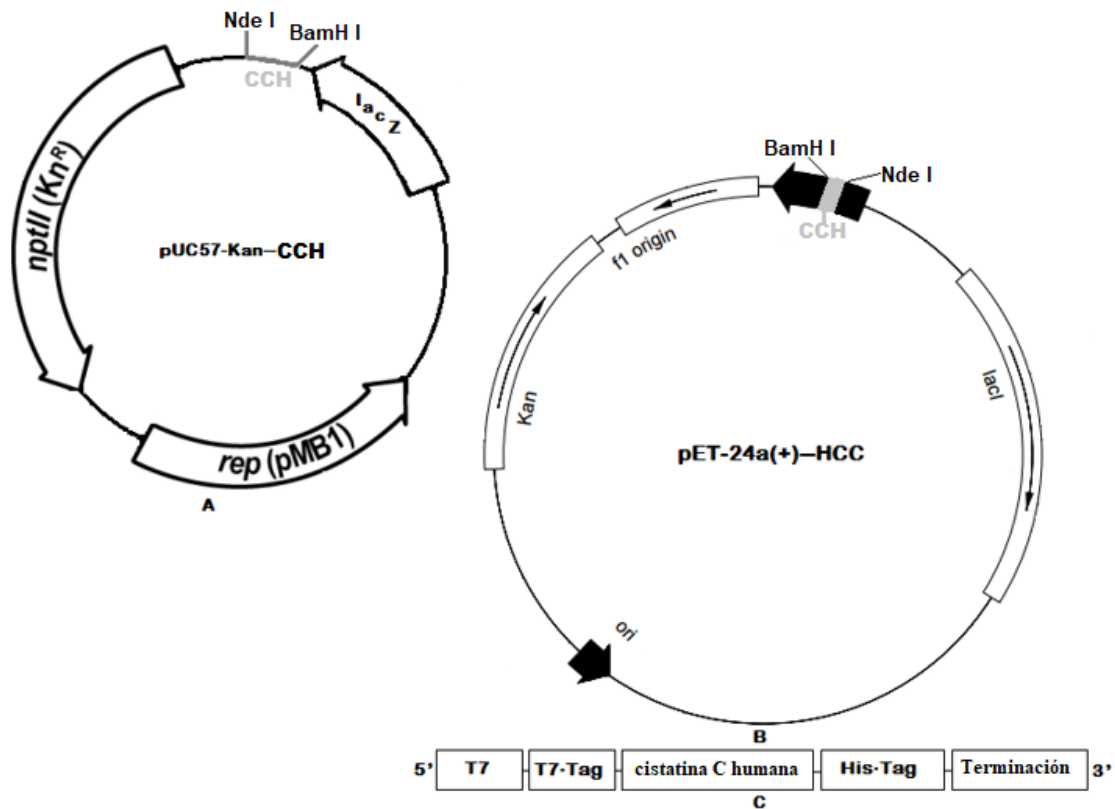 Nde I
BamH I
CCH
lacZ
nptII (Knᴿ)
pUC57-Kan–CCH
rep (pMB1)
A
BamH I
Nde I
CCH
f1 origin
Kan
lacI
pET-24a(+)–HCC
ori
B
5' T7 T7-Tag cistatina C humana His-Tag Terminación 3'
C